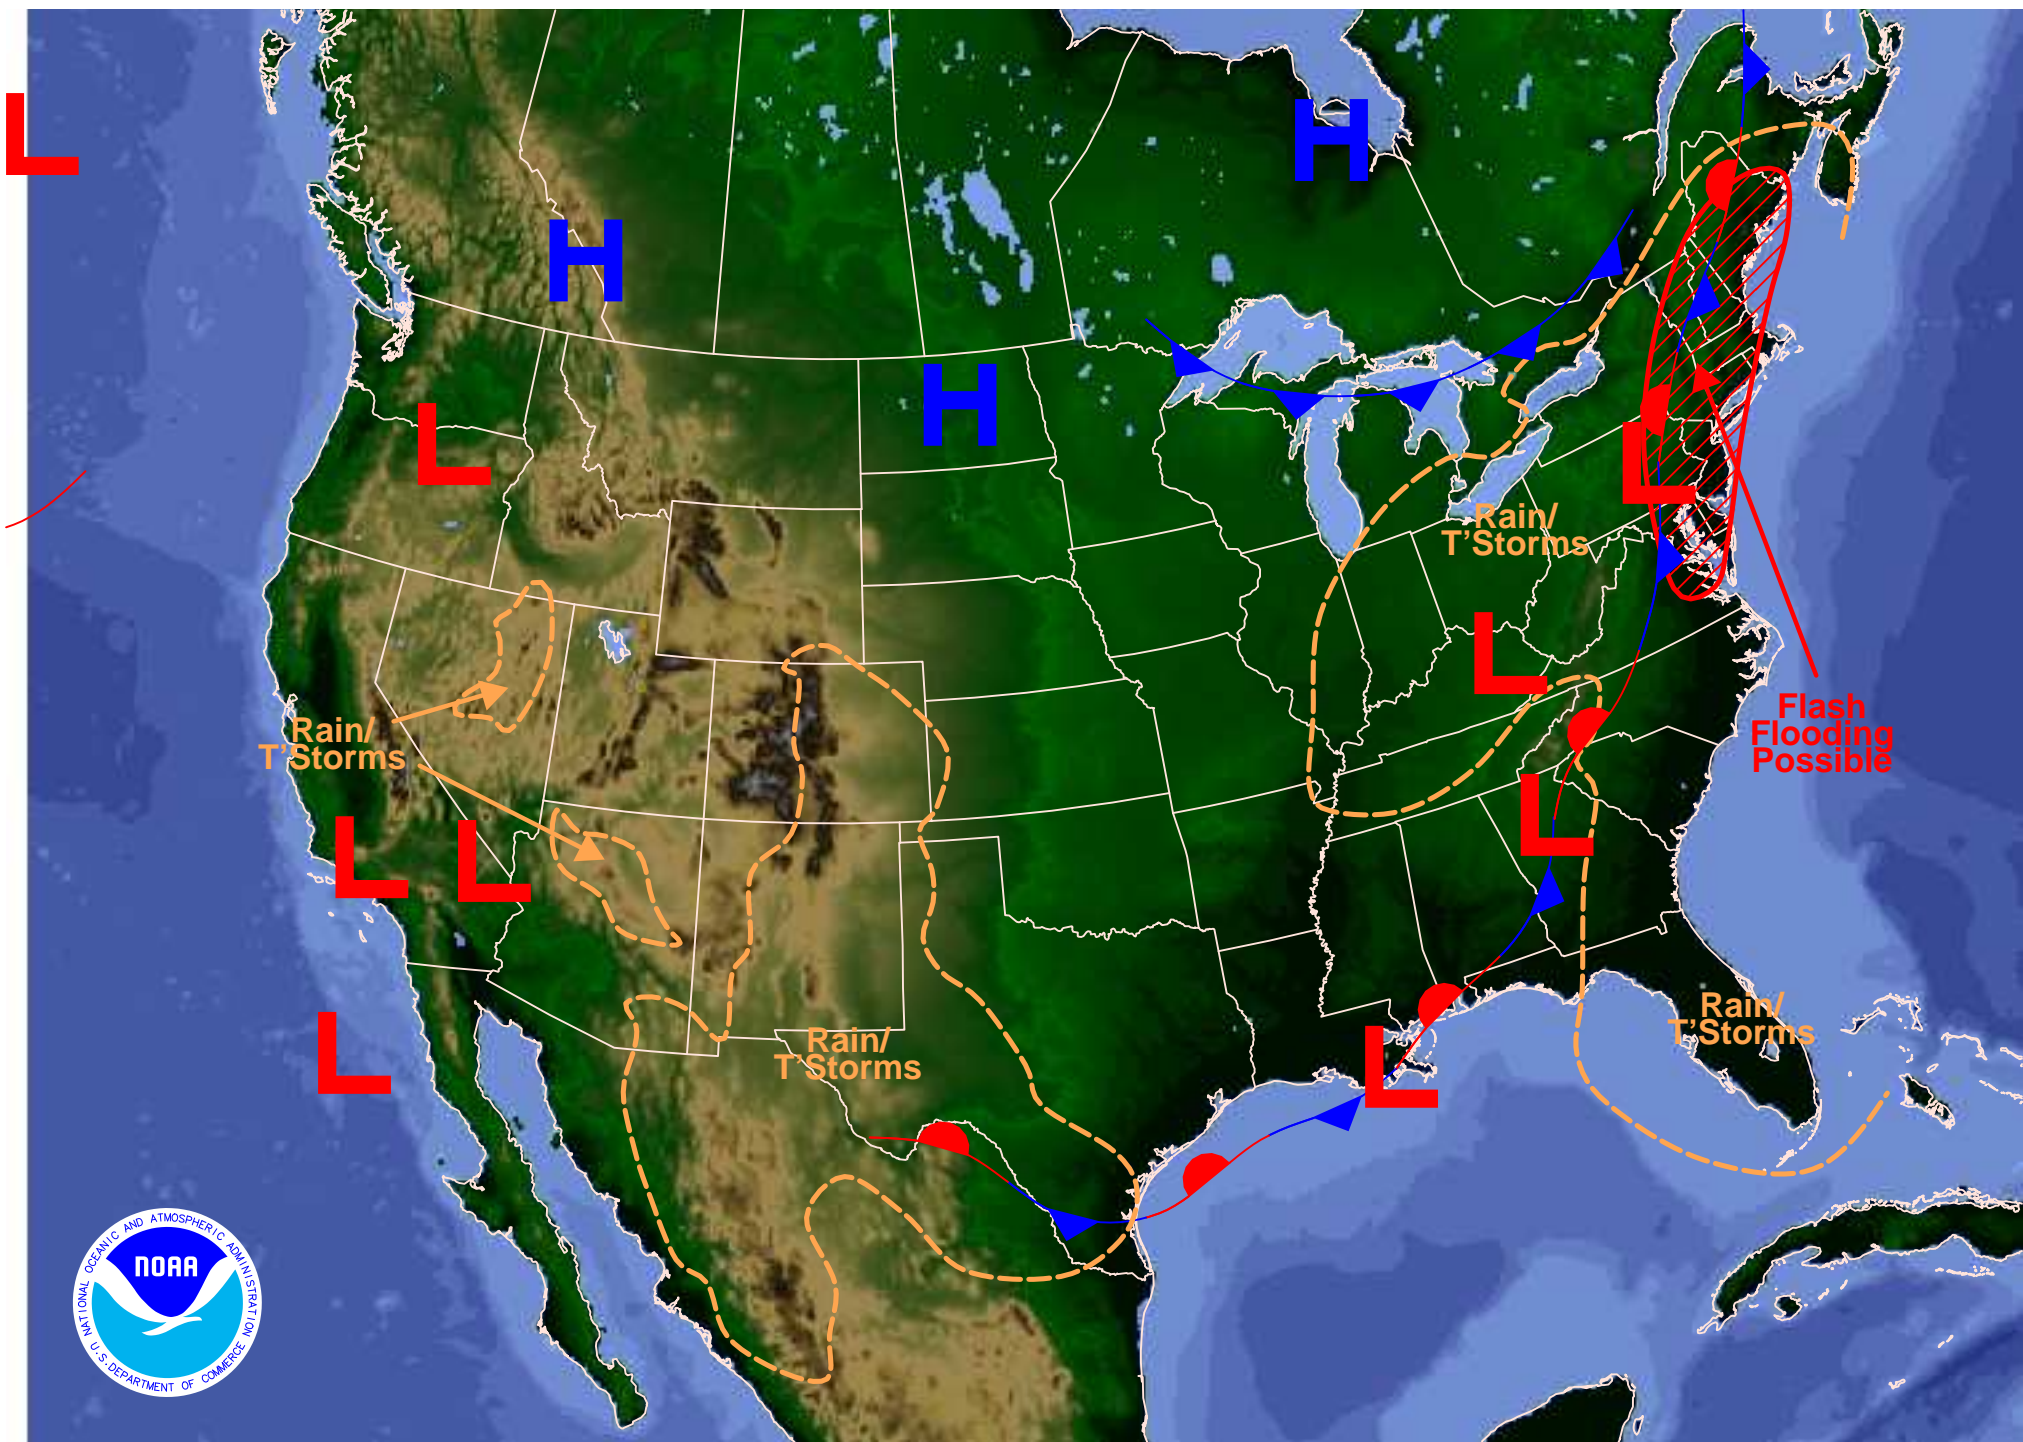 L
H
H
H
L
L
Rain/
T'Storms
L
Rain/
T'Storms
Flash
Flooding
Possible
L
L
L
Rain/
T'Storms
Rain/
T'Storms
L
L
NATIONAL OCEANIC AND ATMOSPHERIC ADMINISTRATION
NOAA
U.S. DEPARTMENT OF COMMERCE